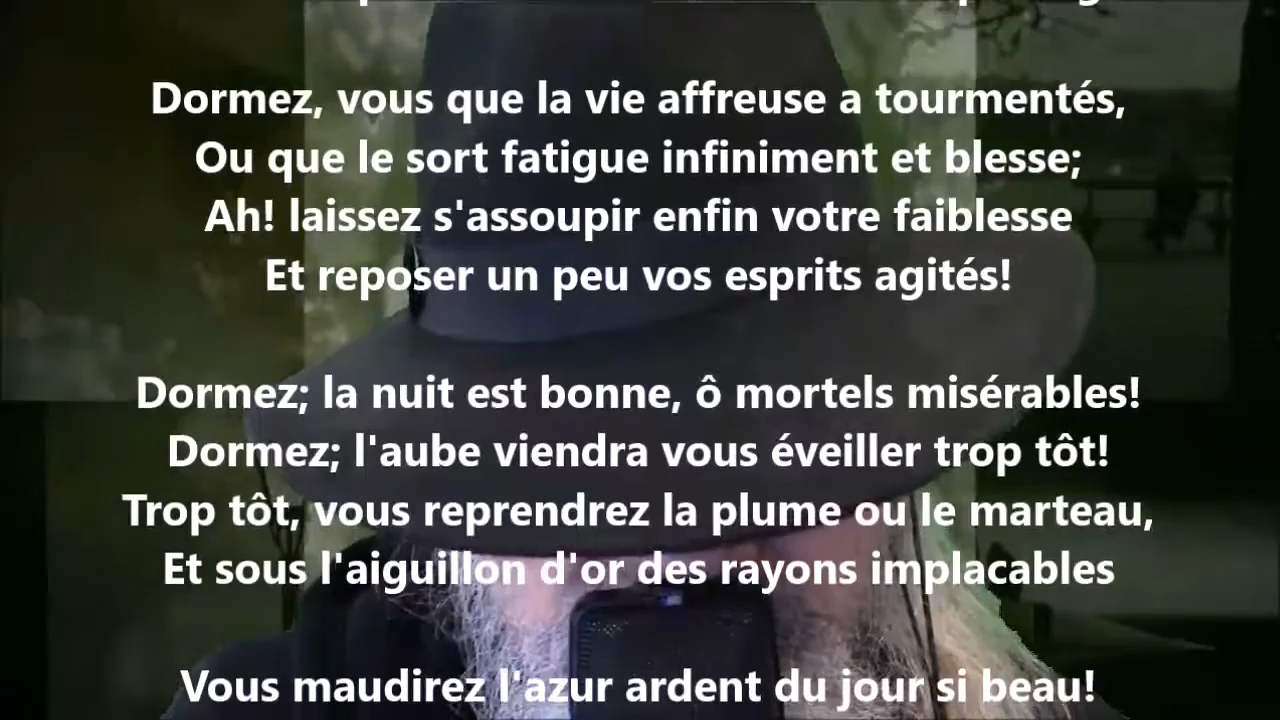 Dormez, vous que la vie affreuse a tourmentés,
Ou que le sort fatigue infiniment et blesse;
Ah! laissez s'assoupir enfin votre faiblesse
Et reposer un peu vos esprits agités!
Dormez; la nuit est bonne, ô mortels misérables!
Dormez; l'aube viendra vous éveiller trop tôt!
Trop tôt, vous reprendrez la plume ou le marteau,
Et sous l'aiguillon d'or des rayons implacables
Vous maudirez l'azur ardent du jour si beau!